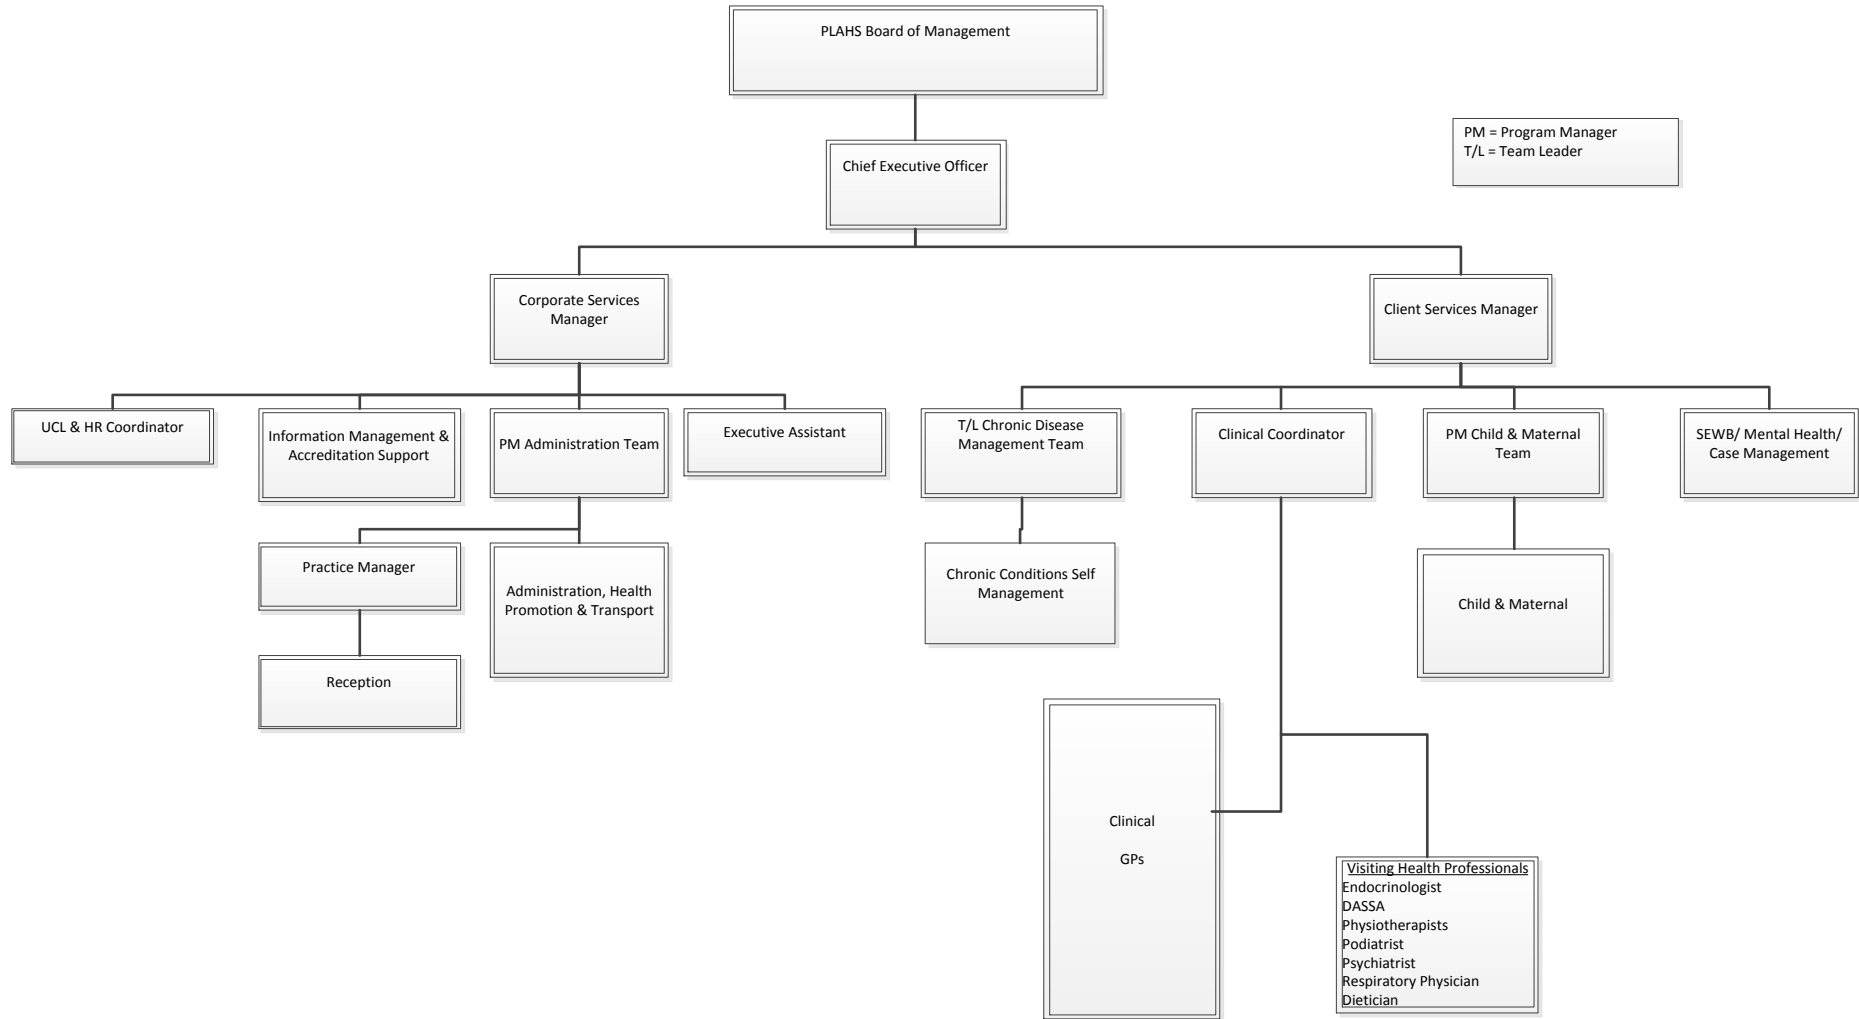 PLAHS Board of Management
PM = Program Manager
T/L = Team Leader
Chief Executive Officer
Corporate Services
Manager
Client Services Manager
UCL & HR Coordinator
Information Management &
Accreditation Support
PM Administration Team
Executive Assistant
T/L Chronic Disease
Management Team
Clinical Coordinator
PM Child & Maternal
Team
SEWB/ Mental Health/
Case Management
Practice Manager
Administration, Health
Promotion & Transport
Chronic Conditions Self
Management
Child & Maternal
Reception
Clinical
GPs
Visiting Health Professionals
Endocrinologist
DASSA
Physiotherapists
Podiatrist
Psychiatrist
Respiratory Physician
Dietician